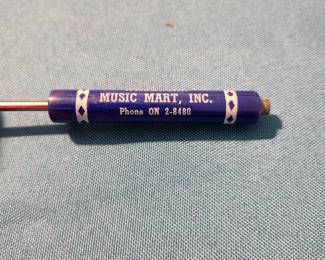 MUSIC MART, INC.
Phone ON 2-8480